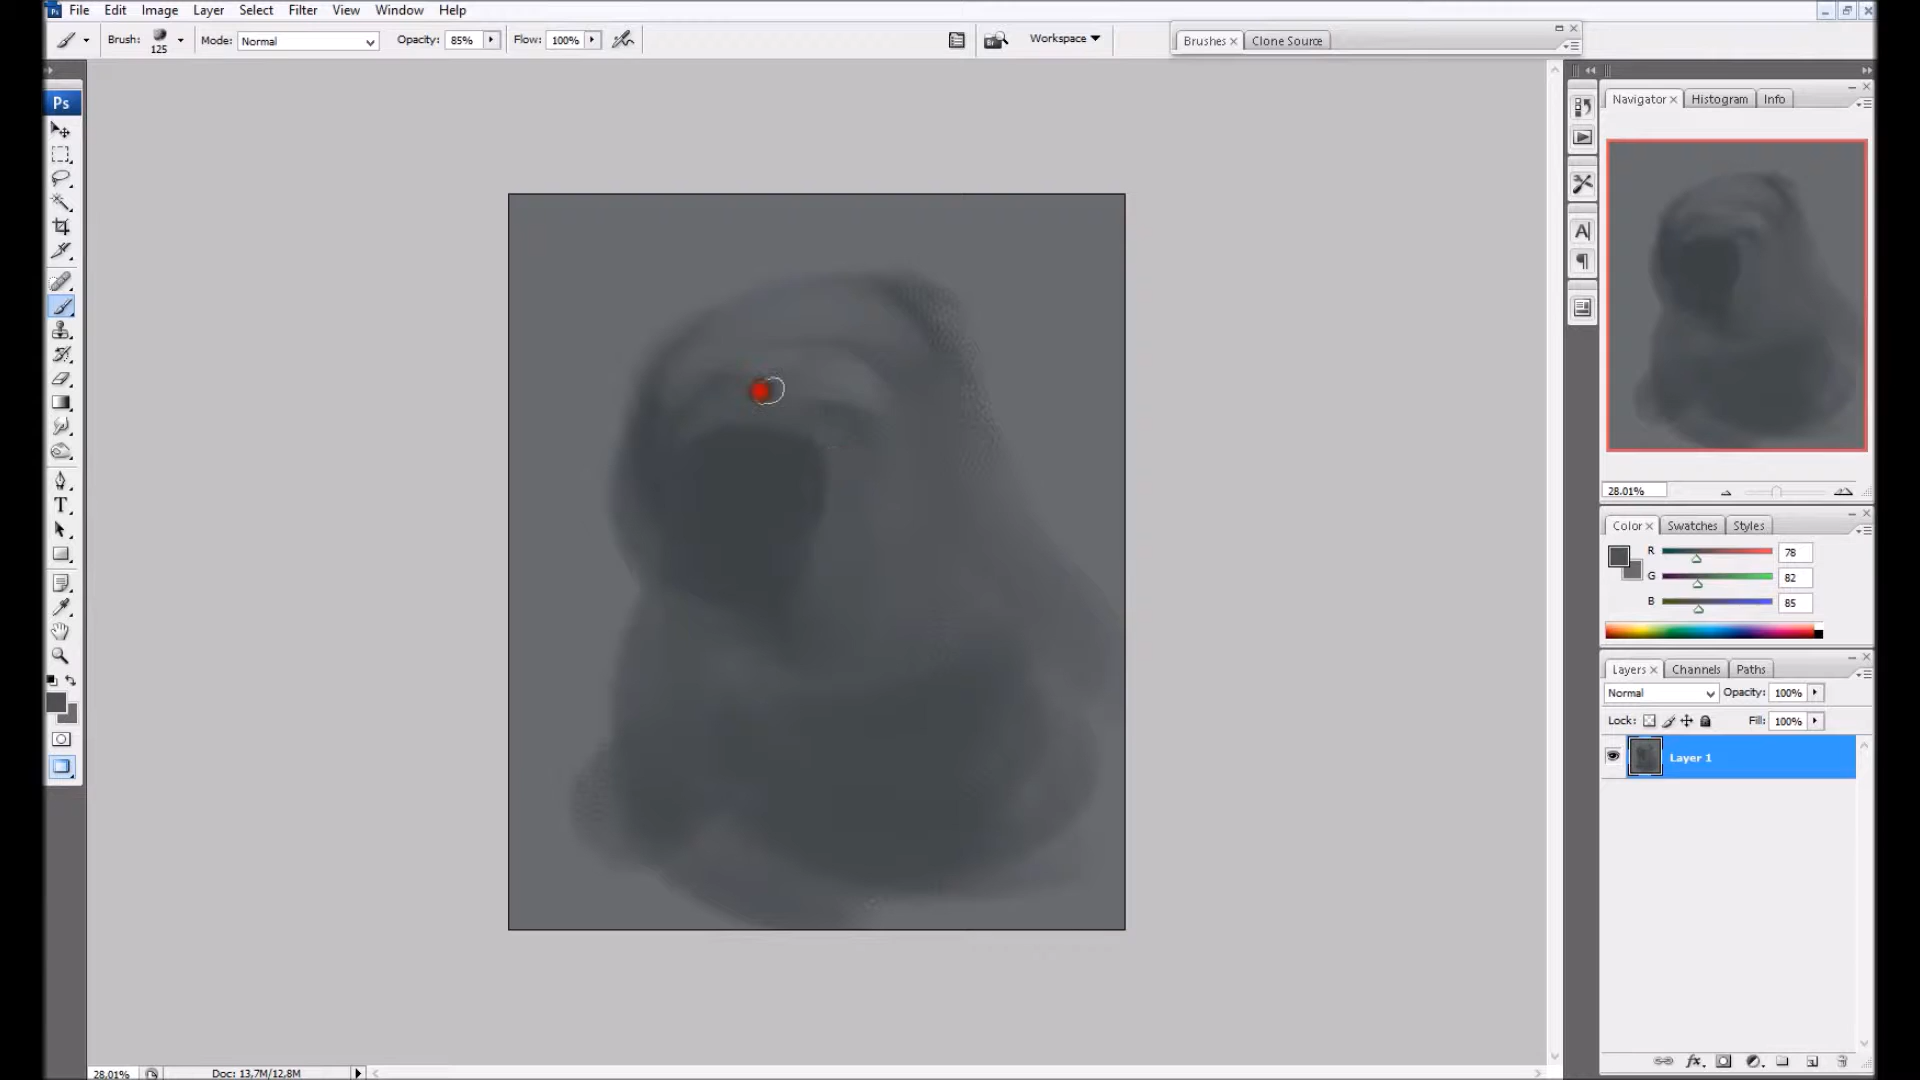 Ps File Edit Image Layer Select Filter View Window Help
Brush: 125 Mode: Normal Opacity: 85% Flow: 100% Workspace Brushes Clone Source
Ps
Navigator Histogram Info
A
T
28.01%
Color Swatches Styles
R 78
G 82
B 85
Layers Channels Paths
Normal Opacity: 100%
Lock: Fill: 100%
Layer 1
fx
28.01% Doc: 13,7M/12,8M